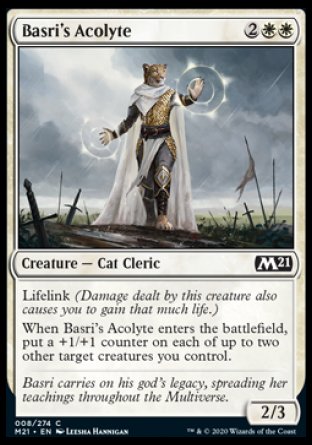 Basri's Acolyte 2
Creature — Cat Cleric M21
Lifelink (Damage dealt by this creature also
causes you to gain that much life.)
When Basri's Acolyte enters the battlefield,
put a +1/+1 counter on each of up to two
other target creatures you control.
Basri carries on his god's legacy, spreading her
teachings throughout the Multiverse.
2/3
008/274 C
M21 • EN LEESHA HANNIGAN ™ & © 2020 Wizards of the Coast